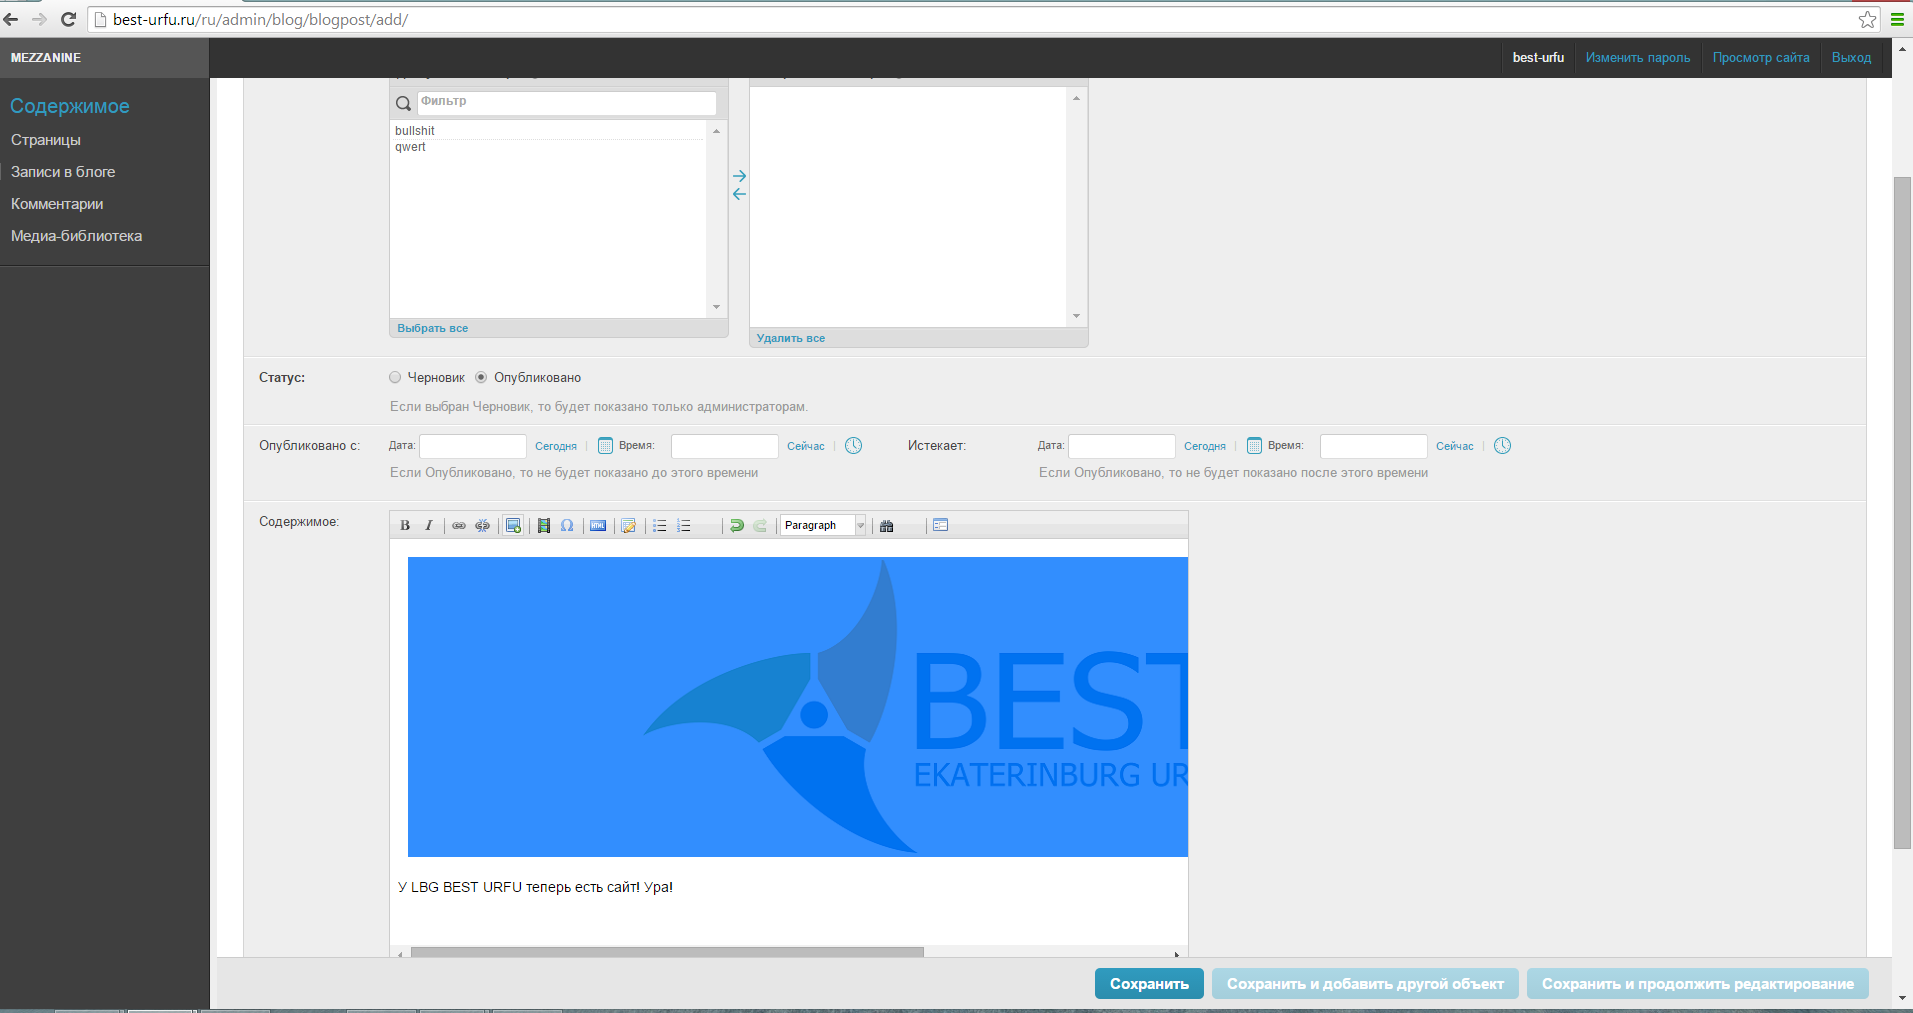 best-urfu.ru/ru/admin/blog/blogpost/add/
MEZZANINE
best-urfu
Изменить пароль
Просмотр сайта
Выход
Содержимое
Страницы
Записи в блоге
Комментарии
Медиа-библиотека
Фильтр
bullshit
qwert
Выбрать все
Удалить все
Статус:
Черновик
Опубликовано
Если выбран Черновик, то будет показано только администраторам.
Опубликовано с:
Дата:
Сегодня
Время:
Сейчас
Если Опубликовано, то не будет показано до этого времени
Истекает:
Дата:
Сегодня
Время:
Сейчас
Если Опубликовано, то не будет показано после этого времени
Содержимое:
B I
HTML
Paragraph
BEST
EKATERINBURG UR
У LBG BEST URFU теперь есть сайт! Ура!
Сохранить
Сохранить и добавить другой объект
Сохранить и продолжить редактирование